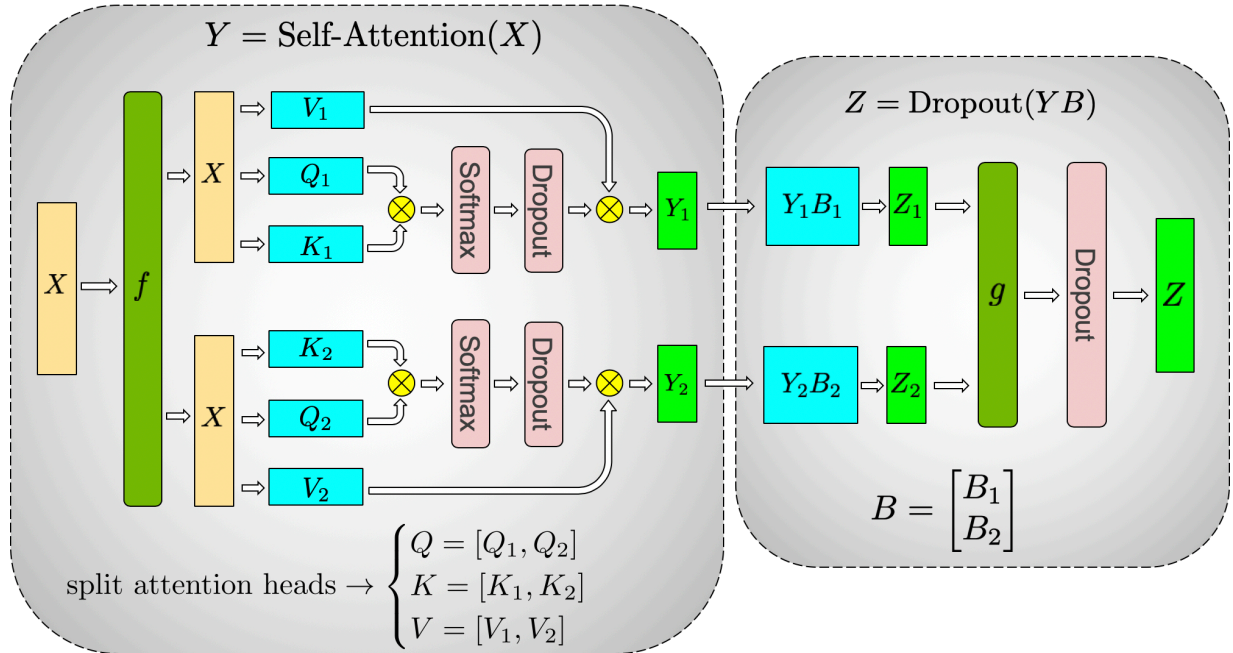 Y = Self-Attention(X)
X
f
X
V₁
Q₁
K₁
Softmax
Dropout
Y₁
X
K₂
Q₂
V₂
Softmax
Dropout
Y₂
split attention heads →
Q = [Q₁, Q₂]
K = [K₁, K₂]
V = [V₁, V₂]
Z = Dropout(YB)
Y₁B₁
Z₁
Y₂B₂
Z₂
g
Dropout
Z
B = [B₁
B₂]